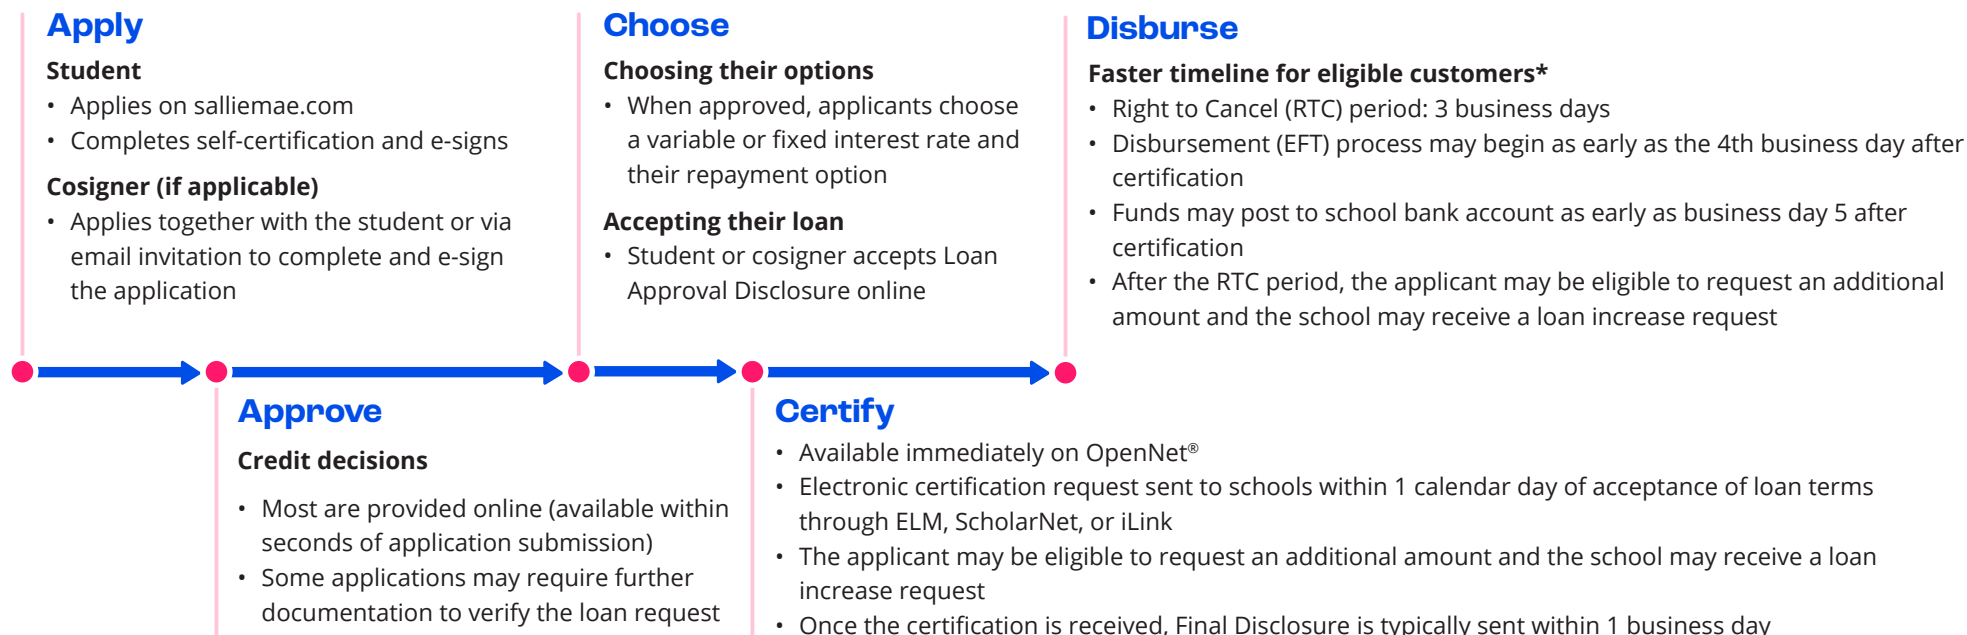 Apply
Student
• Applies on salliemae.com
• Completes self-certification and e-signs
Cosigner (if applicable)
• Applies together with the student or via
email invitation to complete and e-sign
the application
Approve
Credit decisions
• Most are provided online (available within
seconds of application submission)
• Some applications may require further
documentation to verify the loan request
Choose
Choosing their options
• When approved, applicants choose
a variable or fixed interest rate and
their repayment option
Accepting their loan
• Student or cosigner accepts Loan
Approval Disclosure online
Certify
• Available immediately on OpenNet®
• Electronic certification request sent to schools within 1 calendar day of acceptance of loan terms
through ELM, ScholarNet, or iLink
• The applicant may be eligible to request an additional amount and the school may receive a loan
increase request
• Once the certification is received, Final Disclosure is typically sent within 1 business day
Disburse
Faster timeline for eligible customers*
• Right to Cancel (RTC) period: 3 business days
• Disbursement (EFT) process may begin as early as the 4th business day after
certification
• Funds may post to school bank account as early as business day 5 after
certification
• After the RTC period, the applicant may be eligible to request an additional
amount and the school may receive a loan increase request